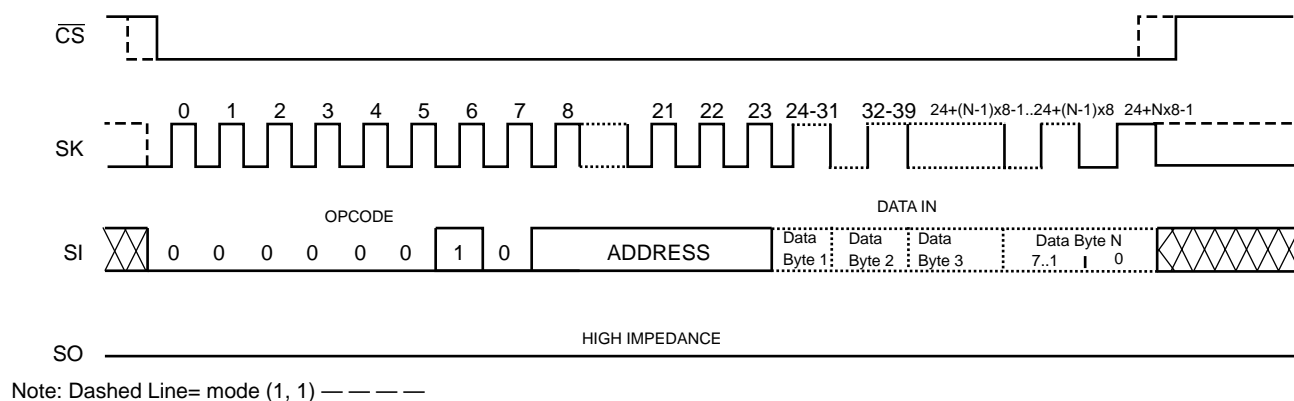 CS
0 1 2 3 4 5 6 7 8 21 22 23 24-31 32-39 24+(N-1)x8-1..24+(N-1)x8 24+Nx8-1
SK
OPCODE DATA IN
SI 0 0 0 0 0 0 1 0 ADDRESS Data Byte 1 Data Byte 2 Data Byte 3 Data Byte N 7..1 0
HIGH IMPEDANCE
SO
Note: Dashed Line= mode (1, 1) — — — —